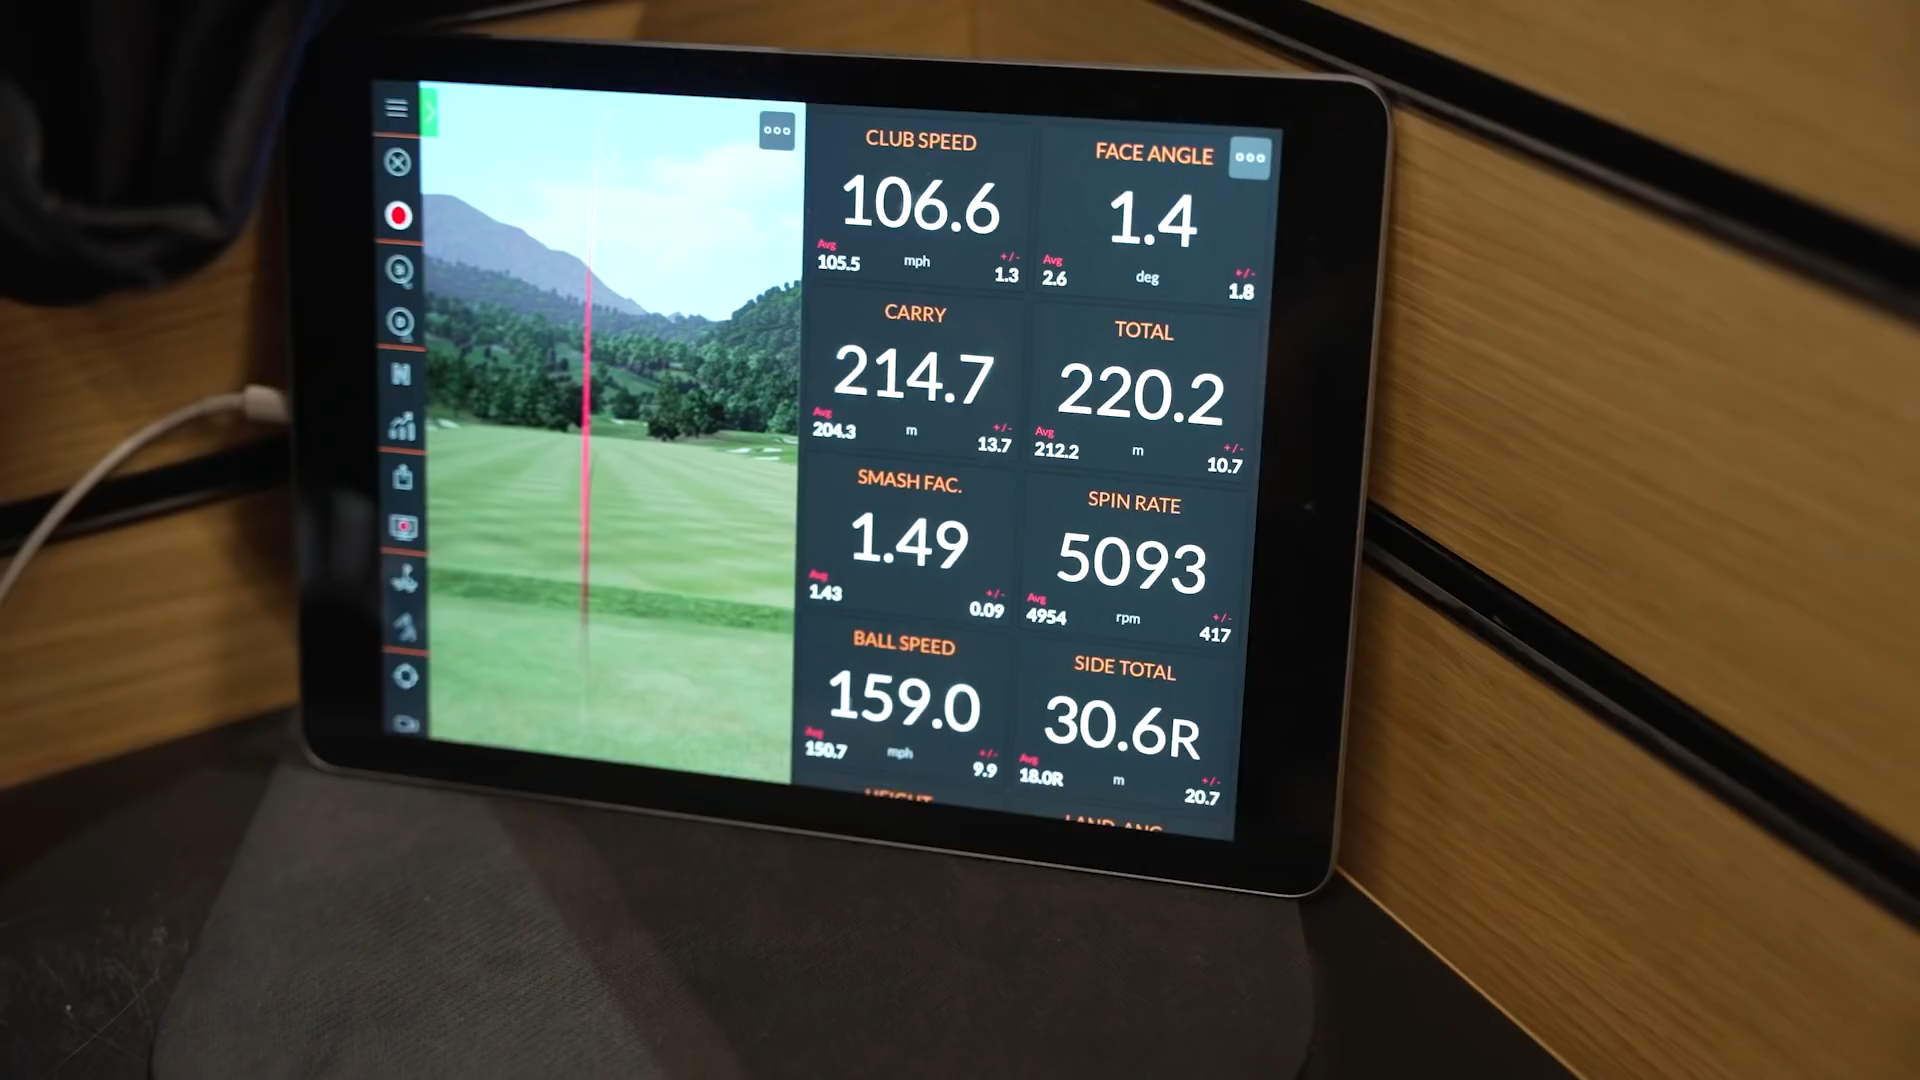 CLUB SPEED
106.6
Avg
105.5
mph
+/-
1.3
FACE ANGLE
1.4
Avg
2.6
deg
+/-
1.8
CARRY
214.7
Avg
204.3
m
+/-
13.7
TOTAL
220.2
Avg
212.2
m
+/-
10.7
SMASH FAC.
1.49
Avg
1.43
+/-
0.09
SPIN RATE
5093
Avg
4954
rpm
+/-
417
BALL SPEED
159.0
Avg
150.7
mph
+/-
9.9
SIDE TOTAL
30.6R
Avg
18.0R
m
+/-
20.7
HEIGHT
LAND. ANG.